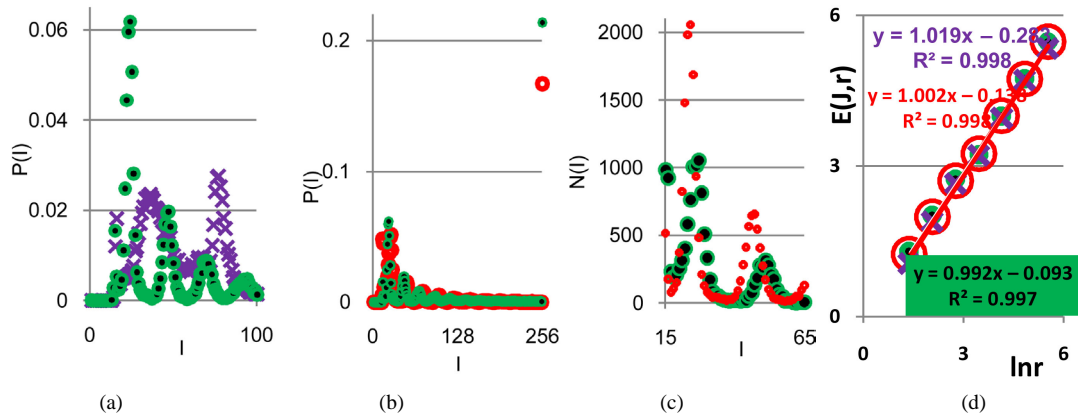 0.06
0.04
0.02
0
P(I)
0
100
I
(a)
0.2
0.1
0
P(I)
0
128
256
I
(b)
2000
1500
1000
500
0
N(I)
15
65
I
(c)
6
3
0
E(J,r)
y = 1.019x − 0.28
R² = 0.998
y = 1.002x − 0.13
R² = 0.998
y = 0.992x − 0.093
R² = 0.997
0
3
6
lnr
(d)